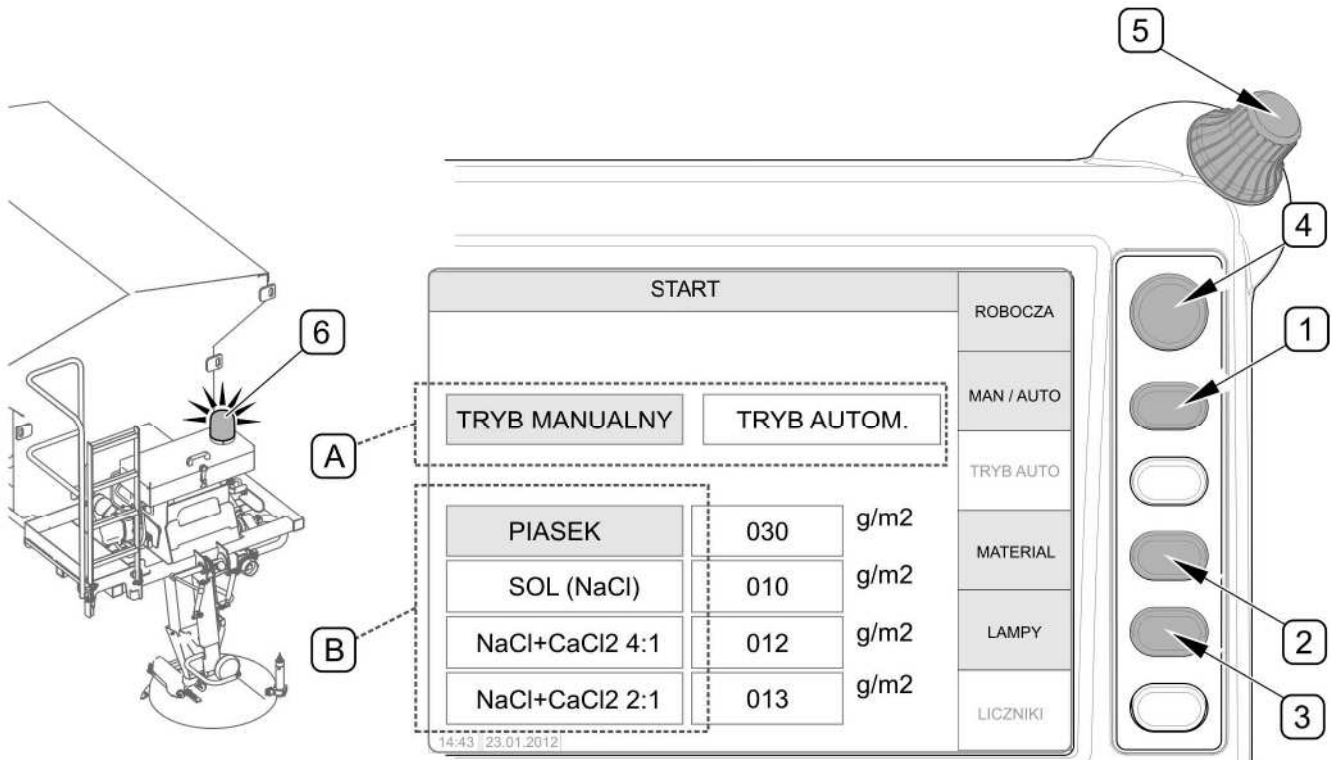 5
4
1
6
START
ROBOCZA
MAN / AUTO
A
TRYB MANUALNY
TRYB AUTOM.
TRYB AUTO
B
PIASEK
030
g/m2
SOL (NaCl)
010
g/m2
NaCl+CaCl2 4:1
012
g/m2
NaCl+CaCl2 2:1
013
g/m2
MATERIAL
LAMPY
LICZNIKI
2
3
14:43 23.01.2012